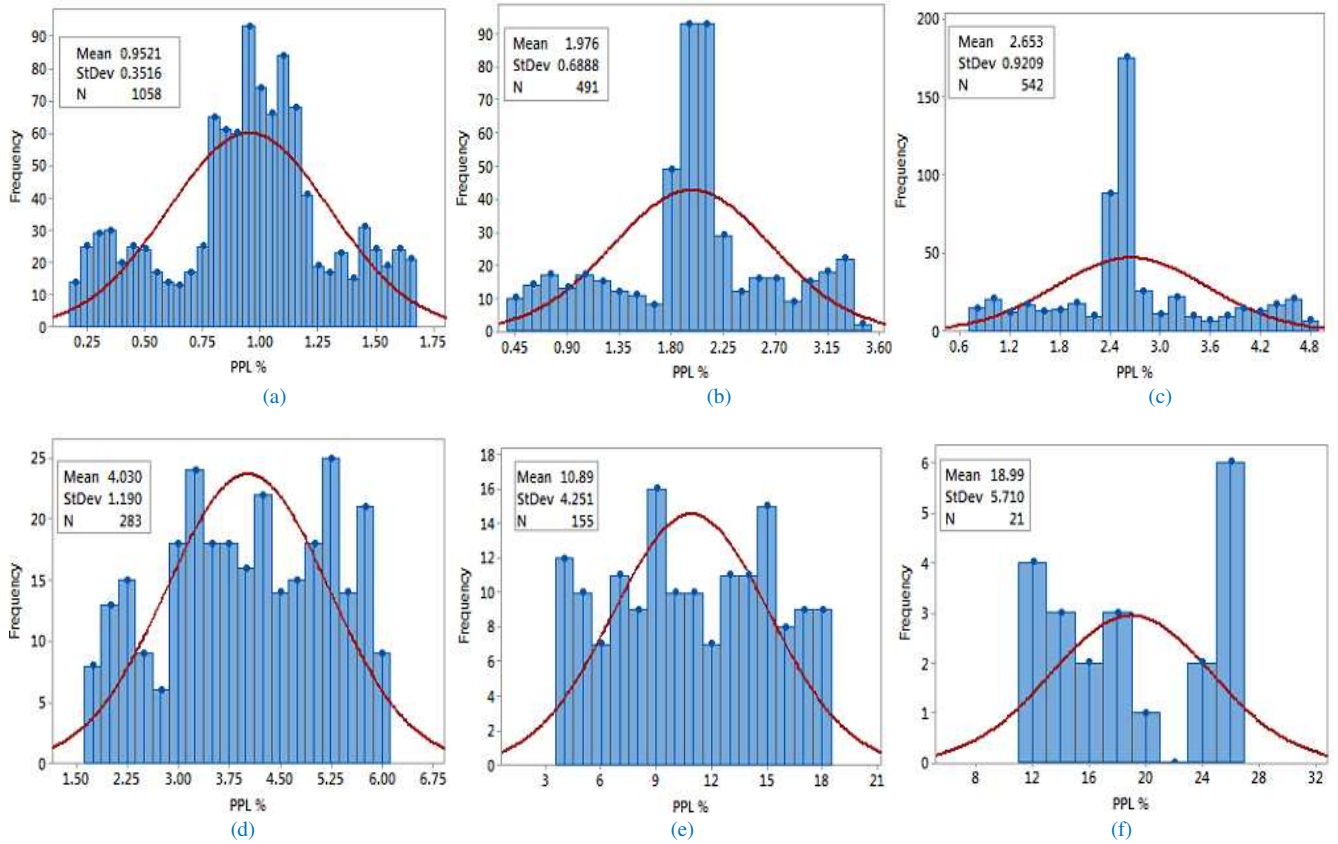 Mean 0.9521
StDev 0.3516
N 1058
Frequency
90
80
70
60
50
40
30
20
10
0
0.25 0.50 0.75 1.00 1.25 1.50 1.75
PPL %
(a)
Mean 1.976
StDev 0.6888
N 491
Frequency
90
80
70
60
50
40
30
20
10
0
0.45 0.90 1.35 1.80 2.25 2.70 3.15 3.60
PPL %
(b)
Mean 2.653
StDev 0.9209
N 542
Frequency
200
150
100
50
0
0.6 1.2 1.8 2.4 3.0 3.6 4.2 4.8
PPL %
(c)
Mean 4.030
StDev 1.190
N 283
Frequency
25
20
15
10
5
0
1.50 2.25 3.00 3.75 4.50 5.25 6.00 6.75
PPL %
(d)
Mean 10.89
StDev 4.251
N 155
Frequency
18
16
14
12
10
8
6
4
2
0
3 6 9 12 15 18 21
PPL %
(e)
Mean 18.99
StDev 5.710
N 21
Frequency
6
5
4
3
2
1
0
8 12 16 20 24 28 32
PPL %
(f)